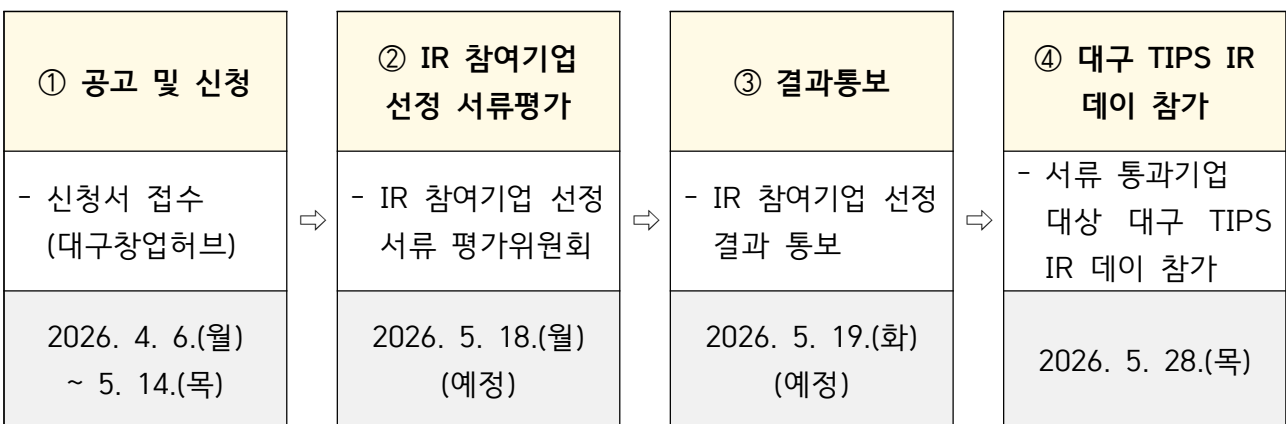 ① 공고 및 신청
- 신청서 접수
(대구창업허브)
2026. 4. 6.(월)
~ 5. 14.(목)
⇨
② IR 참여기업
선정 서류평가
- IR 참여기업 선정
서류 평가위원회
2026. 5. 18.(월)
(예정)
⇨
③ 결과통보
- IR 참여기업 선정
결과 통보
2026. 5. 19.(화)
(예정)
⇨
④ 대구 TIPS IR
데이 참가
- 서류 통과기업
대상 대구 TIPS
IR 데이 참가
2026. 5. 28.(목)